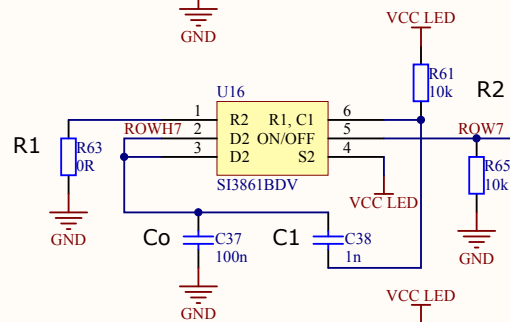 GND
VCC LED
U16
R61
10k
R2
R1
R63
0R
ROWH7
1
2
3
R2
D2
D2
R1, C1
ON/OFF
S2
6
5
4
ROW7
SI3861BDV
VCC LED
R65
10k
GND
Co
C37
100n
C1
C38
1n
GND
GND
VCC LED